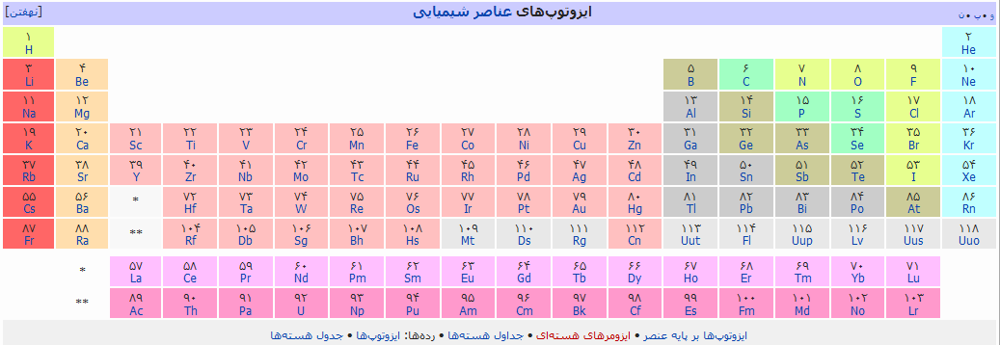 ایزوتوپ‌های عناصر شیمیایی [نهفتن]
و • ب • ن
۱ ۲
H He
۳ ۴ ۵ ۶ ۷ ۸ ۹ ۱۰
Li Be B C N O F Ne
۱۱ ۱۲ ۱۳ ۱۴ ۱۵ ۱۶ ۱۷ ۱۸
Na Mg Al Si P S Cl Ar
۱۹ ۲۰ ۲۱ ۲۲ ۲۳ ۲۴ ۲۵ ۲۶ ۲۷ ۲۸ ۲۹ ۳۰ ۳۱ ۳۲ ۳۳ ۳۴ ۳۵ ۳۶
K Ca Sc Ti V Cr Mn Fe Co Ni Cu Zn Ga Ge As Se Br Kr
۳۷ ۳۸ ۳۹ ۴۰ ۴۱ ۴۲ ۴۳ ۴۴ ۴۵ ۴۶ ۴۷ ۴۸ ۴۹ ۵۰ ۵۱ ۵۲ ۵۳ ۵۴
Rb Sr Y Zr Nb Mo Tc Ru Rh Pd Ag Cd In Sn Sb Te I Xe
۵۵ ۵۶ * ۷۲ ۷۳ ۷۴ ۷۵ ۷۶ ۷۷ ۷۸ ۷۹ ۸۰ ۸۱ ۸۲ ۸۳ ۸۴ ۸۵ ۸۶
Cs Ba Hf Ta W Re Os Ir Pt Au Hg Tl Pb Bi Po At Rn
۸۷ ۸۸ ** ۱۰۴ ۱۰۵ ۱۰۶ ۱۰۷ ۱۰۸ ۱۰۹ ۱۱۰ ۱۱۱ ۱۱۲ ۱۱۳ ۱۱۴ ۱۱۴ ۱۱۶ ۱۱۷ ۱۱۸
Fr Ra Rf Db Sg Bh Hs Mt Ds Rg Cn Uut Fl Uup Lv Uus Uuo
* ۵۷ ۵۸ ۵۹ ۶۰ ۶۱ ۶۲ ۶۳ ۶۴ ۶۵ ۶۶ ۶۷ ۶۸ ۶۹ ۷۰ ۷۱
La Ce Pr Nd Pm Sm Eu Gd Tb Dy Ho Er Tm Yb Lu
** ۸۹ ۹۰ ۹۱ ۹۲ ۹۳ ۹۴ ۹۵ ۹۶ ۹۷ ۹۸ ۹۹ ۱۰۰ ۱۰۱ ۱۰۲ ۱۰۳
Ac Th Pa U Np Pu Am Cm Bk Cf Es Fm Md No Lr
ایزوتوپ‌ها بر پایه عنصر • ایزومرهای هسته‌ای • جداول هسته‌ها • رده‌ها: ایزوتوپ‌ها • جدول هسته‌ها